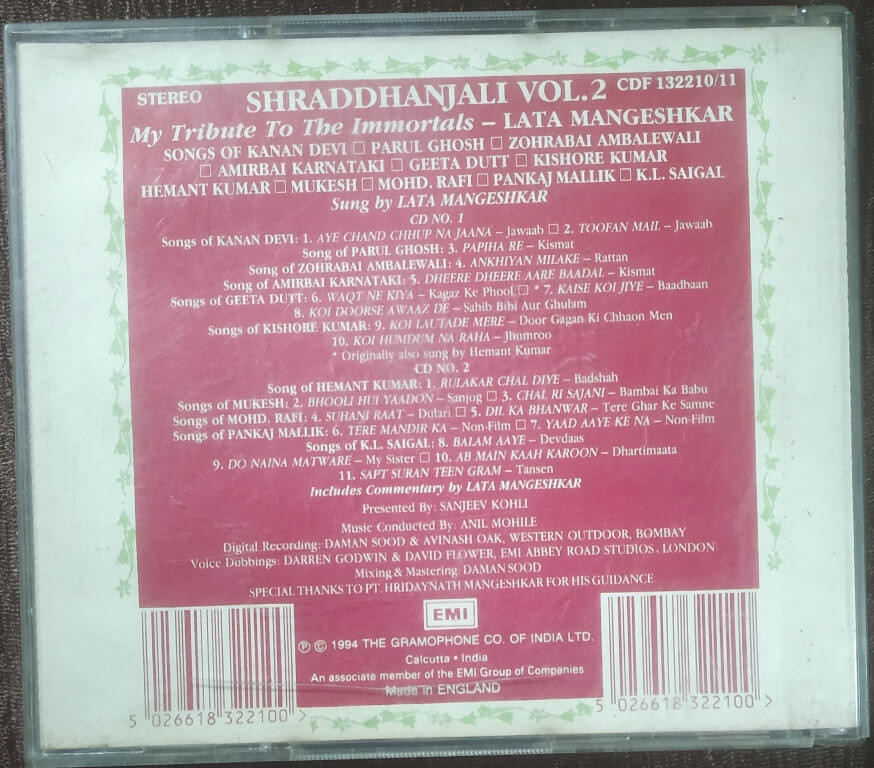 STEREO SHRADDHANJALI VOL.2 CDF 132210/11
My Tribute To The Immortals – LATA MANGESHKAR
SONGS OF KANAN DEVI □ PARUL GHOSH □ ZOHRABAI AMBALEWALI
□ AMIRBAI KARNATAKI □ GEETA DUTT □ KISHORE KUMAR
HEMANT KUMAR □ MUKESH □ MOHD. RAFI □ PANKAJ MALLIK □ K.L. SAIGAL
Sung by LATA MANGESHKAR
CD NO. 1
Songs of KANAN DEVI: 1. AYE CHAND CHHUP NA JAANA – Jawaab □ 2. TOOFAN MAIL – Jawaab
Song of PARUL GHOSH: 3. PAPIHA RE – Kismat
Song of ZOHRABAI AMBALEWALI: 4. ANKHIYAN MILAKE – Rattan
Song of AMIRBAI KARNATAKI: 5. DHEERE DHEERE AARE BAADAL – Kismat
Songs of GEETA DUTT: 6. WAQT NE KIYA – Kagaz Ke Phool □ * 7. KAISE KOI JIYE – Baadbaan
8. KOI DOORSE AWAAZ DE – Sahib Bibi Aur Ghulam
Songs of KISHORE KUMAR: 9. KOI LAUTADE MERE – Door Gagan Ki Chhaon Men
10. KOI HUMDUM NA RAHA – Jhumroo
* Originally also sung by Hemant Kumar
CD NO. 2
Song of HEMANT KUMAR: 1. RULAKAR CHAL DIYE – Badshah
Songs of MUKESH: 2. BHOOLI HUI YAADON – Sanjog □ 3. CHAL RI SAJANI – Bambai Ka Babu
Songs of MOHD. RAFI: 4. SUHANI RAAT – Dulari □ 5. DIL KA BHANWAR – Tere Ghar Ke Samne
Songs of PANKAJ MALLIK: 6. TERE MANDIR KA – Non-Film □ 7. YAAD AAYE KE NA – Non-Film
Songs of K.L. SAIGAL: 8. BALAM AAYE – Devdaas
9. DO NAINA MATWARE – My Sister □ 10. AB MAIN KAAH KAROON – Dhartimaata
11. SAPT SURAN TEEN GRAM – Tansen
Includes Commentary by LATA MANGESHKAR
Presented By: SANJEEV KOHLI
Music Conducted By: ANIL MOHILE
Digital Recording: DAMAN SOOD & AVINASH OAK, WESTERN OUTDOOR, BOMBAY
Voice Dubbings: DARREN GODWIN & DAVID FLOWER, EMI ABBEY ROAD STUDIOS, LONDON
Mixing & Mastering: DAMAN SOOD
SPECIAL THANKS TO PT. HRIDAYNATH MANGESHKAR FOR HIS GUIDANCE
EMI
℗ © 1994 THE GRAMOPHONE CO. OF INDIA LTD.
Calcutta • India
An associate member of the EMI Group of Companies
Made in ENGLAND
5 026618 322100 >
5 026618 322100 >